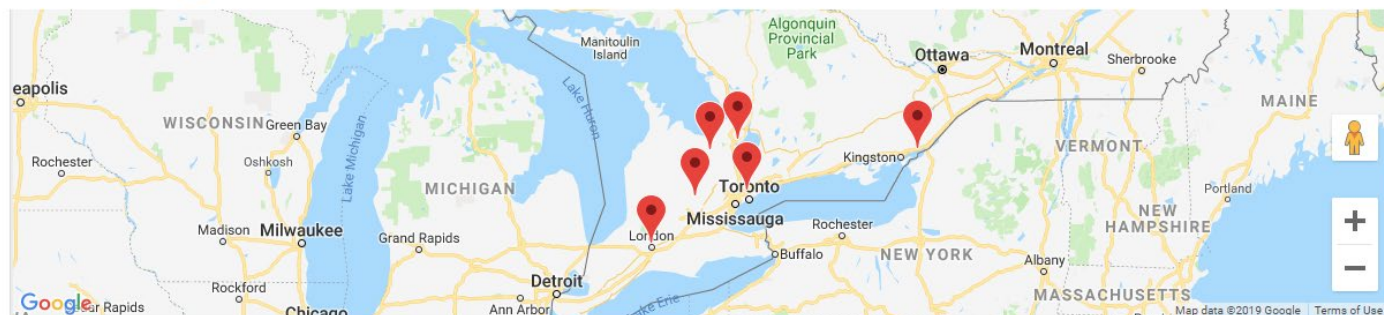 Algonquin
Provincial
Park
Manitoulin
Island
Ottawa
Montreal
Sherbrooke
eapolis
WISCONSIN
Green Bay
Lake Huron
MAINE
Rochester
Oshkosh
Lake Michigan
MICHIGAN
Kingston
VERMONT
Toronto
Portland
Mississauga
NEW
HAMPSHIRE
Madison
Milwaukee
Grand Rapids
London
Rochester
Buffalo
NEW YORK
Albany
Detroit
Rockford
MASSACHUSETTS
Google
ar Rapids
Chicago
Ann Arbor
Lake Erie
Map data ©2019 Google
Terms of Use